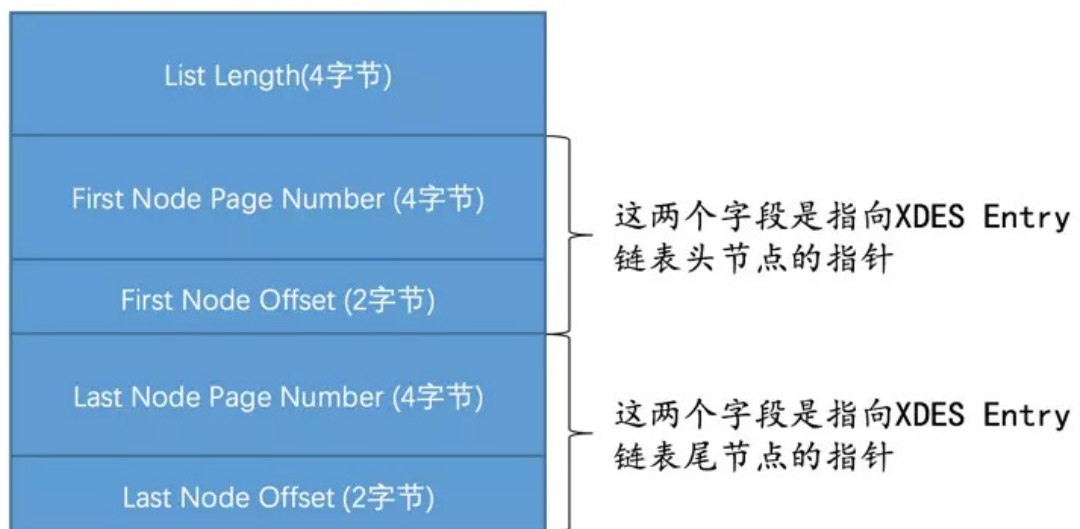 List Length(4字节)
First Node Page Number (4字节)
First Node Offset (2字节)
这两个字段是指向XDES Entry
链表头节点的指针
Last Node Page Number (4字节)
Last Node Offset (2字节)
这两个字段是指向XDES Entry
链表尾节点的指针